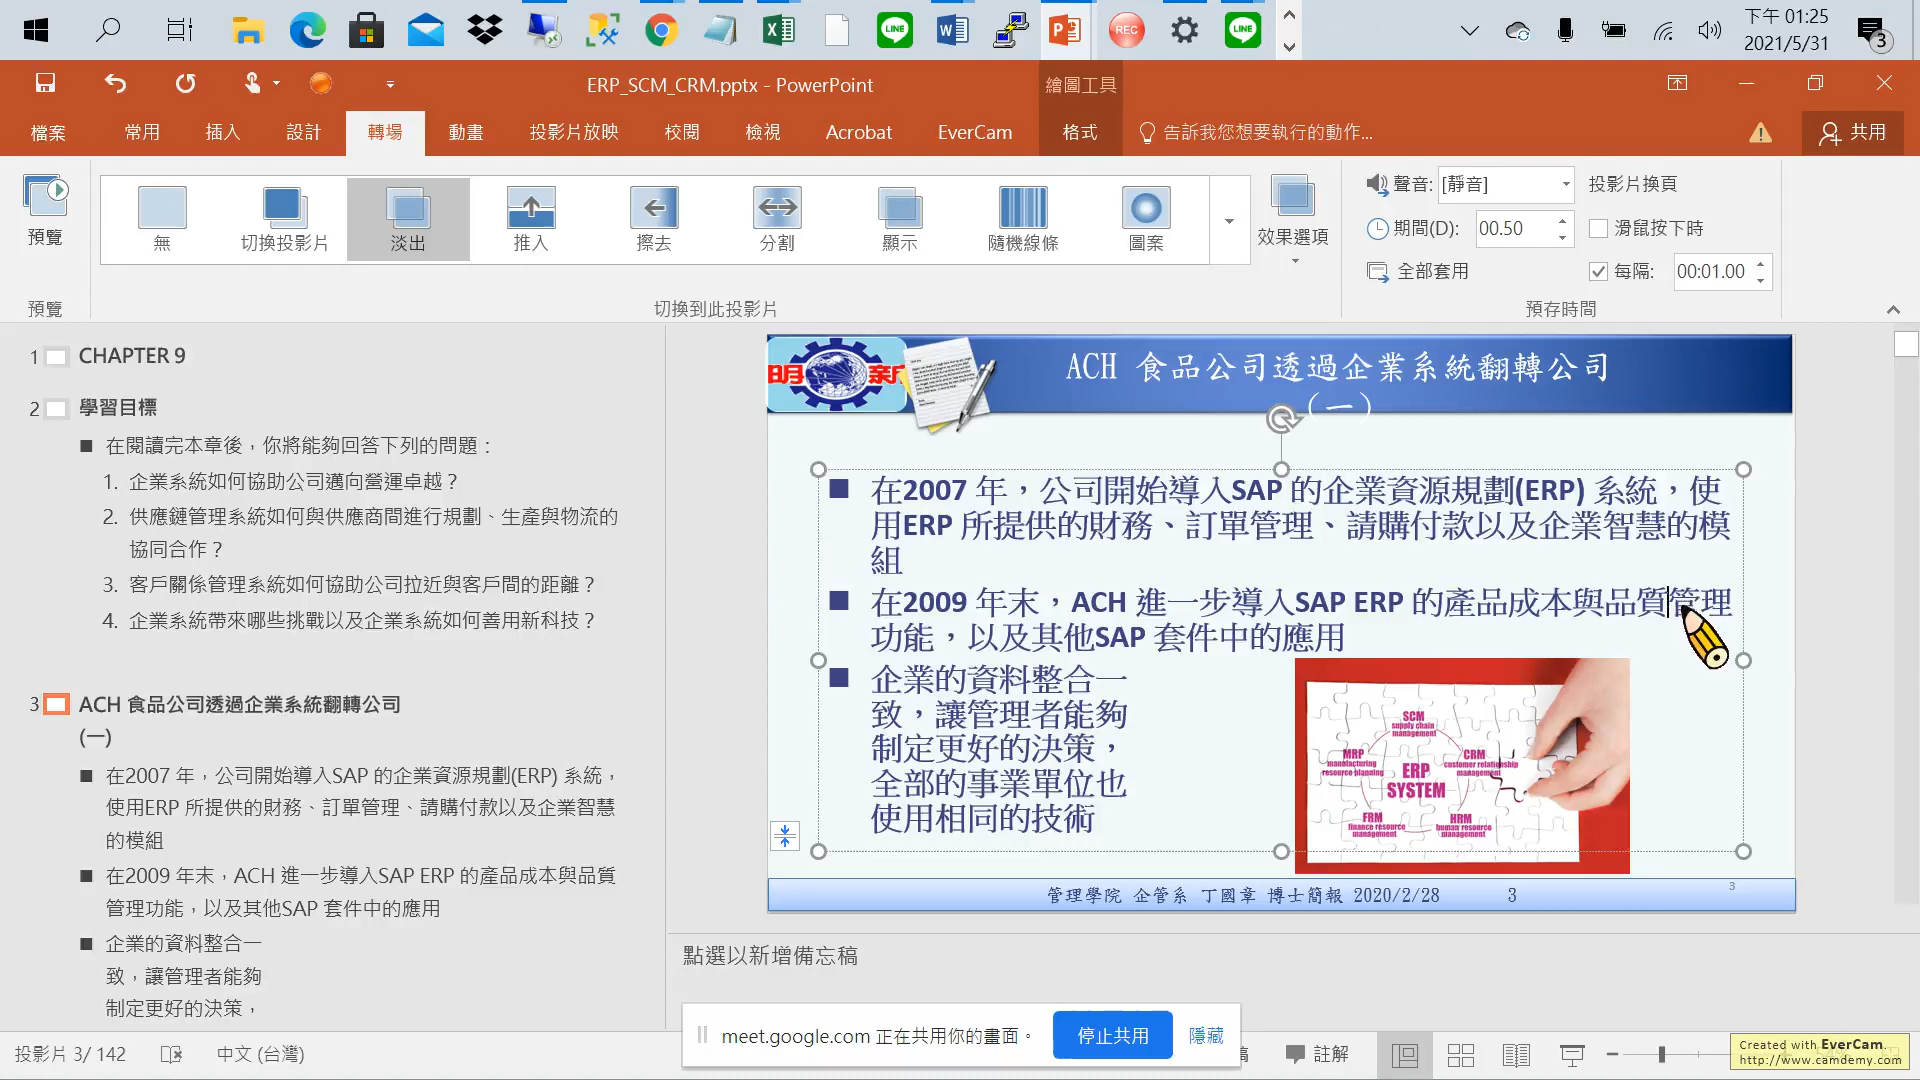 下午 01:25
2021/5/31
3
ERP_SCM_CRM.pptx - PowerPoint
繪圖工具
檔案
常用
插入
設計
轉場
動畫
投影片放映
校閱
檢視
Acrobat
EverCam
格式
告訴我您想要執行的動作...
共用
預覽
無
切換投影片
淡出
推入
擦去
分割
顯示
隨機線條
圖案
效果選項
聲音:
[靜音]
投影片換頁
期間(D):
00.50
滑鼠按下時
全部套用
每隔:
00:01.00
預覽
切換到此投影片
預存時間
1 CHAPTER 9
2 學習目標
■ 在閱讀完本章後，你將能夠回答下列的問題：
1. 企業系統如何協助公司邁向營運卓越？
2. 供應鏈管理系統如何與供應商間進行規劃、生產與物流的
協同合作？
3. 客戶關係管理系統如何協助公司拉近與客戶間的距離？
4. 企業系統帶來哪些挑戰以及企業系統如何善用新科技？
3 ACH 食品公司透過企業系統翻轉公司
(一)
■ 在2007 年，公司開始導入SAP 的企業資源規劃(ERP) 系統，
使用ERP 所提供的財務、訂單管理、請購付款以及企業智慧
的模組
■ 在2009 年末，ACH 進一步導入SAP ERP 的產品成本與品質
管理功能，以及其他SAP 套件中的應用
■ 企業的資料整合一
致，讓管理者能夠
制定更好的決策，
明新
ACH 食品公司透過企業系統翻轉公司
(一)
■ 在2007 年，公司開始導入SAP 的企業資源規劃(ERP) 系統，使
用ERP 所提供的財務、訂單管理、請購付款以及企業智慧的模
組
■ 在2009 年末，ACH 進一步導入SAP ERP 的產品成本與品質管理
功能，以及其他SAP 套件中的應用
■ 企業的資料整合一
致，讓管理者能夠
制定更好的決策，
全部的事業單位也
使用相同的技術
SCM
supply chain
management
MRP
manufacturing
resource planning
CRM
customer relationship
management
ERP
SYSTEM
FRM
finance resource
management
HRM
human resource
management
管理學院 企管系 丁國章 博士簡報 2020/2/28 3
3
點選以新增備忘稿
meet.google.com 正在共用你的畫面。
停止共用
隱藏
投影片 3/ 142
中文 (台灣)
註解
Created with EverCam.
http://www.camdemy.com
LINE
REC
LINE